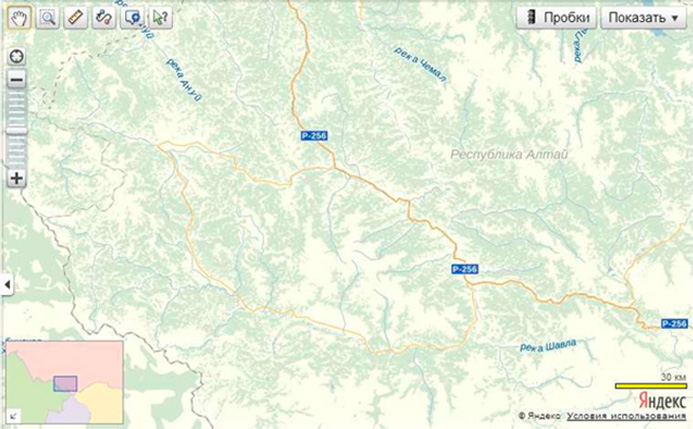 Пробки
Показать
река Ануй
река Чемал
Р-256
Республика Алтай
Р-256
Р-256
река Шавла
30 км
Яндекс
© Яндекс Условия использования